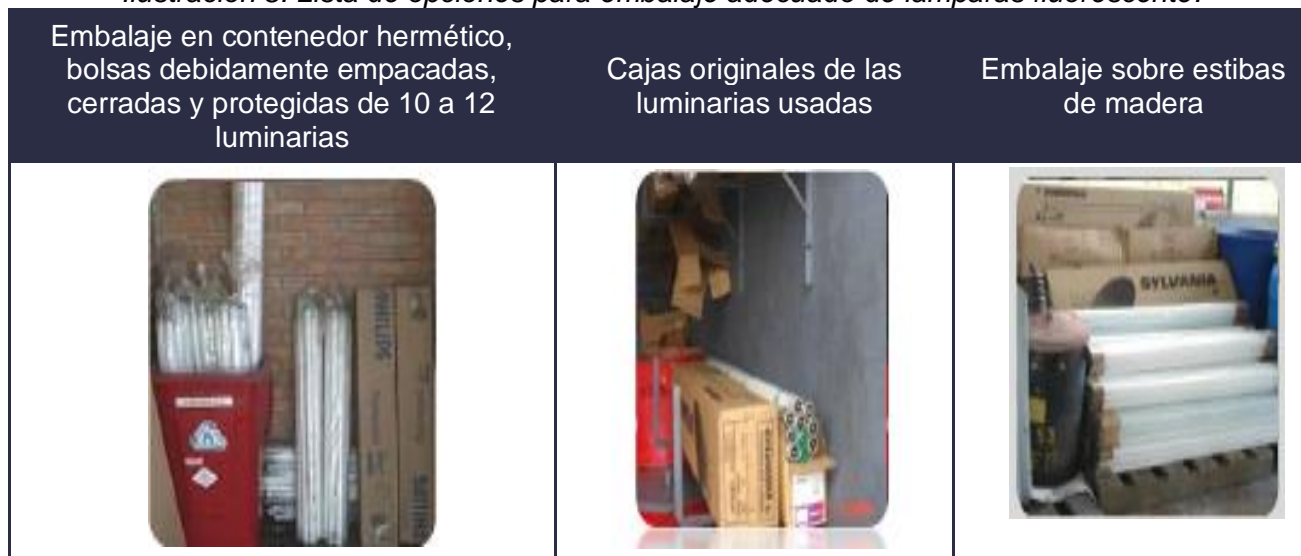 Embalaje en contenedor hermético,
bolsas debidamente empacadas,
cerradas y protegidas de 10 a 12
luminarias
Cajas originales de las
luminarias usadas
Embalaje sobre estibas
de madera
PHILIPS
SYLVANIA
SYLVANIA